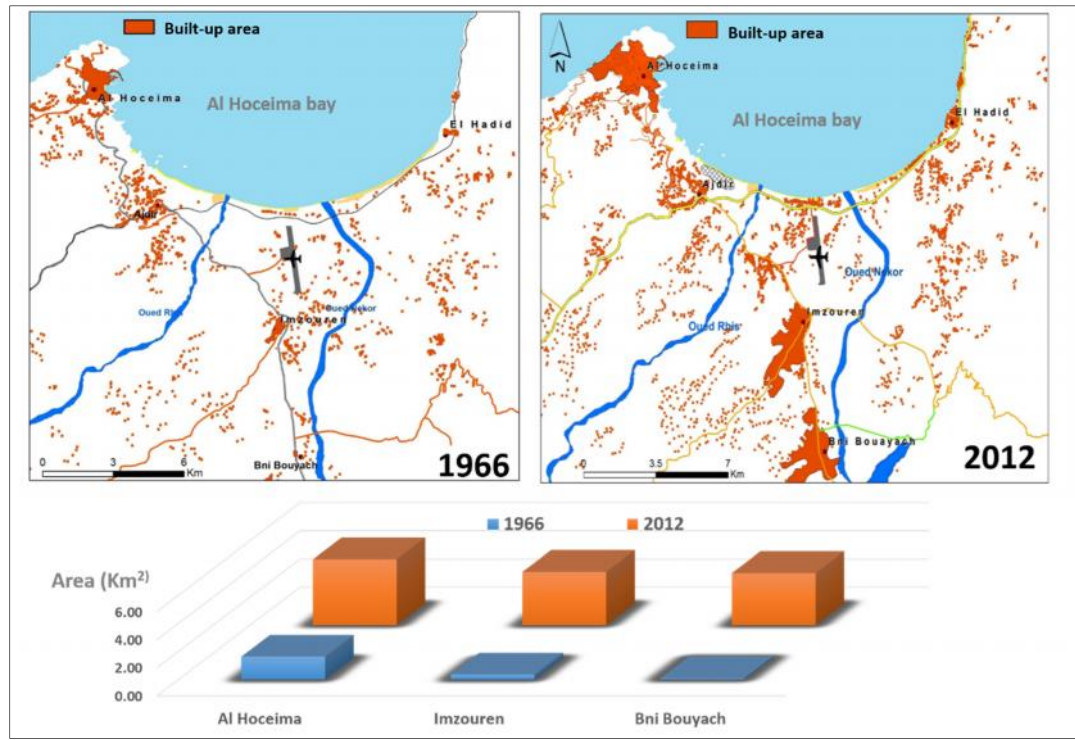 Built-up area
Al Hoceima
Al Hoceima bay
El Hadid
Ajdir
Oued Rhis
Imzouren
Oued Nekor
Bni Bouyach
1966
0 3 6
Km
Built-up area
N
Al Hoceima
Al Hoceima bay
El Hadid
Ajdir
Oued Nekor
Imzouren
Oued Rhis
Bni Bouayach
2012
0 3.5 7
Km
1966 2012
Area (Km²)
6.00
4.00
2.00
0.00
Al Hoceima Imzouren Bni Bouyach